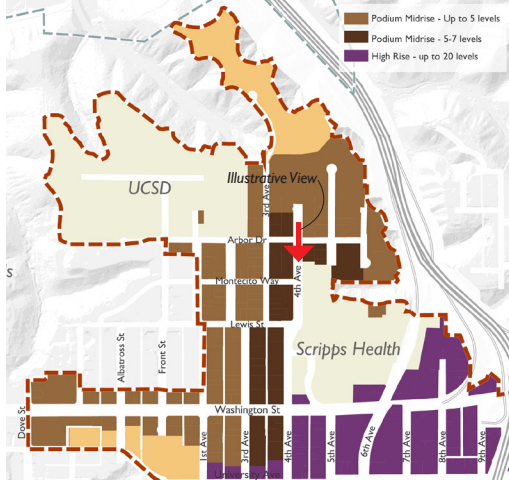 Podium Midrise - Up to 5 levels
Podium Midrise - 5-7 levels
High Rise - up to 20 levels
UCSD
Illustrative View
3rd Ave
Arbor Dr
4th Ave
Montecito Way
s
Lewis St
Albatross St
Front St
Scripps Health
Dove St
Washington St
1st Ave
3rd Ave
4th Ave
5th Ave
6th Ave
7th Ave
8th Ave
9th Ave
University Ave